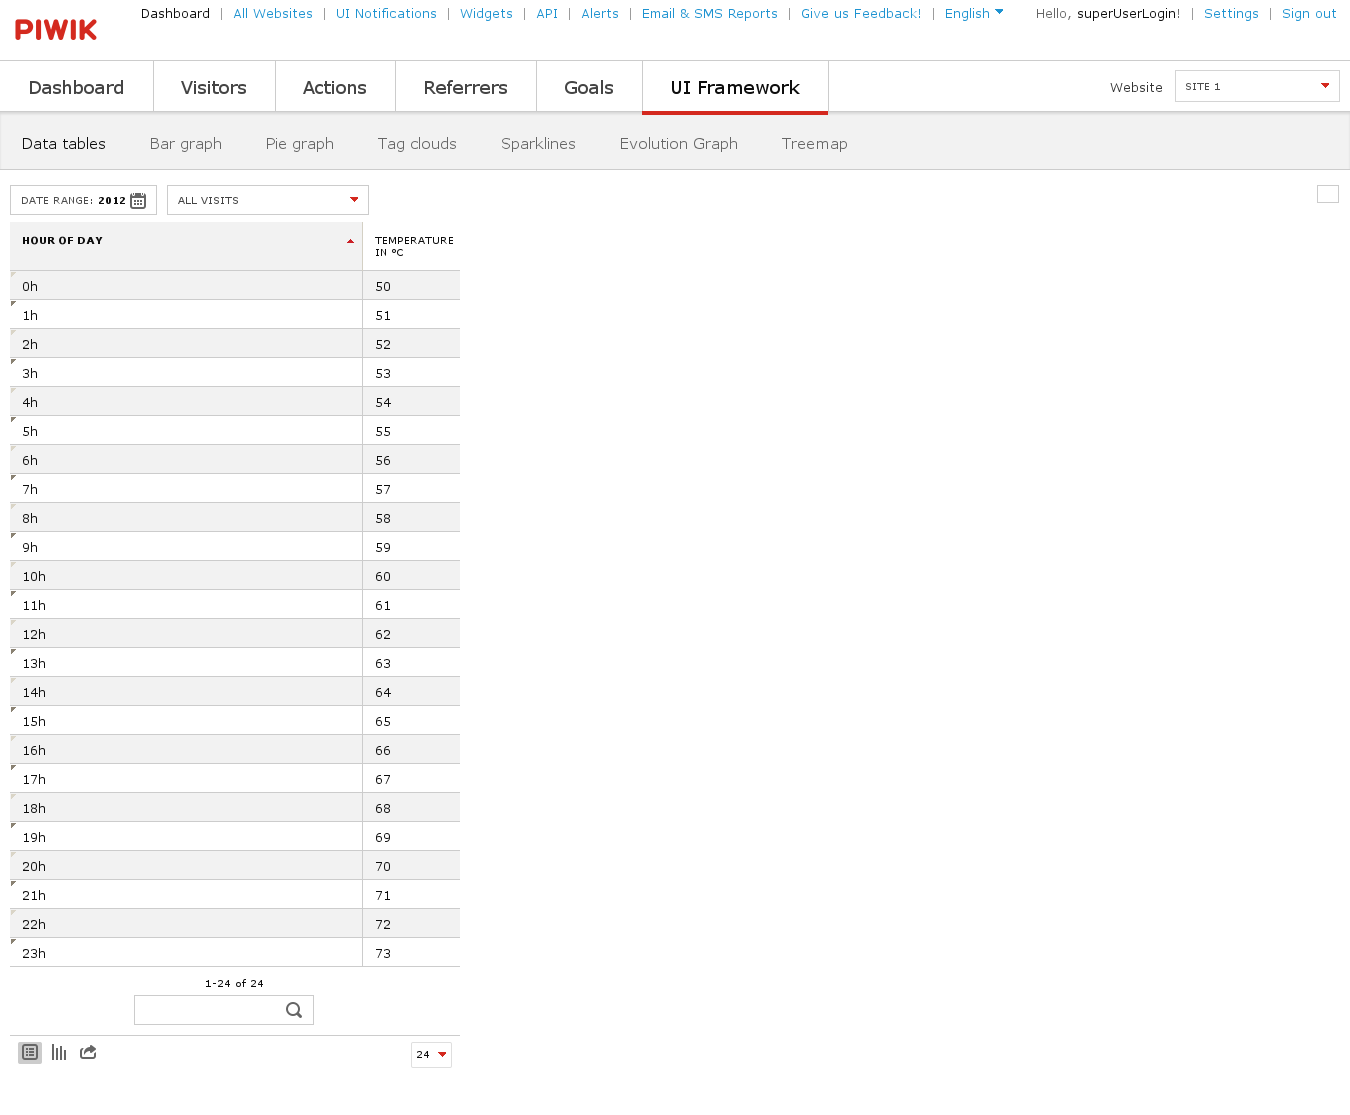 PIWIK
Dashboard | All Websites | UI Notifications | Widgets | API | Alerts | Email & SMS Reports | Give us Feedback! | English Hello, superUserLogin! | Settings | Sign out
Dashboard Visitors Actions Referrers Goals UI Framework Website SITE 1
Data tables Bar graph Pie graph Tag clouds Sparklines Evolution Graph Treemap
DATE RANGE: 2012 ALL VISITS
HOUR OF DAY TEMPERATURE
IN °C
0h 50
1h 51
2h 52
3h 53
4h 54
5h 55
6h 56
7h 57
8h 58
9h 59
10h 60
11h 61
12h 62
13h 63
14h 64
15h 65
16h 66
17h 67
18h 68
19h 69
20h 70
21h 71
22h 72
23h 73
1-24 of 24
24